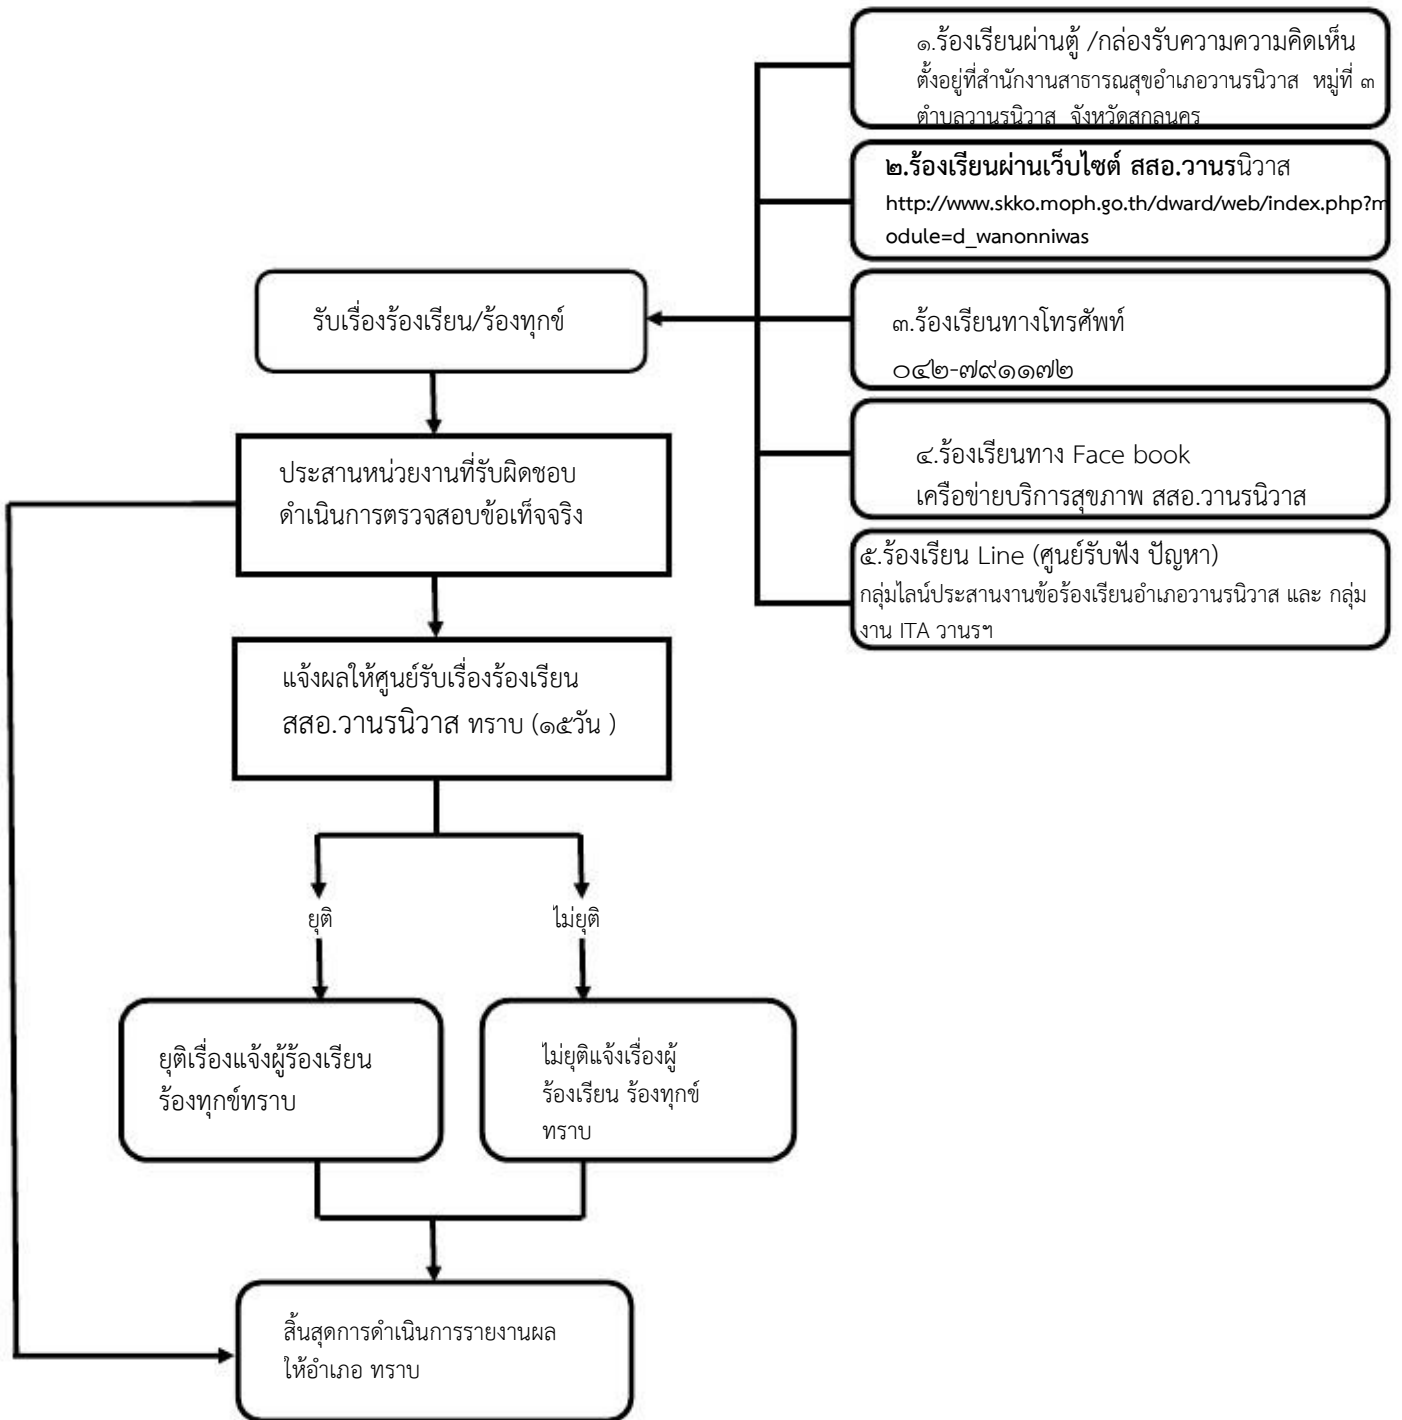 ๑.ร้องเรียนผ่านตู้ /กล่องรับความความคิดเห็น
ตั้งอยู่ที่สำนักงานสาธารณสุขอำเภอวานรนิวาส หมู่ที่ ๓
ตำบลวานรนิวาส จังหวัดสกลนคร
๒.ร้องเรียนผ่านเว็บไซต์ สสอ.วานรนิวาส
http://www.skko.moph.go.th/dward/web/index.php?m
odule=d_wanonniwas
รับเรื่องร้องเรียน/ร้องทุกข์
๓.ร้องเรียนทางโทรศัพท์
๐๔๒-๗๙๑๑๗๒
๔.ร้องเรียนทาง Face book
เครือข่ายบริการสุขภาพ สสอ.วานรนิวาส
๕.ร้องเรียน Line (ศูนย์รับฟัง ปัญหา)
กลุ่มไลน์ประสานงานข้อร้องเรียนอำเภอวานรนิวาส และ กลุ่ม
งาน ITA วานรฯ
ประสานหน่วยงานที่รับผิดชอบ
ดำเนินการตรวจสอบข้อเท็จจริง
แจ้งผลให้ศูนย์รับเรื่องร้องเรียน
สสอ.วานรนิวาส ทราบ (๑๕วัน )
ยุติ
ไม่ยุติ
ยุติเรื่องแจ้งผู้ร้องเรียน
ร้องทุกข์ทราบ
ไม่ยุติแจ้งเรื่องผู้
ร้องเรียน ร้องทุกข์
ทราบ
สิ้นสุดการดำเนินการรายงานผล
ให้อำเภอ ทราบ